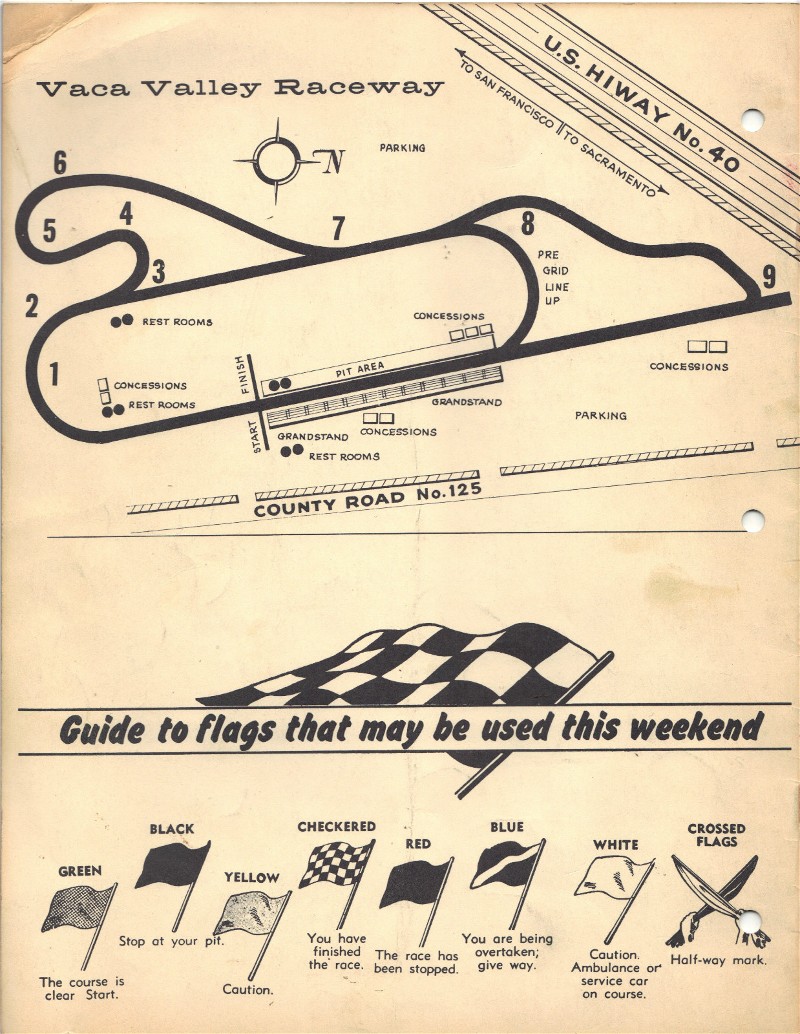 U.S. HIWAY No. 40
TO SAN FRANCISCO
TO SACRAMENTO
Vaca Valley Raceway
N
PARKING
6
4
5
7
8
3
2
1
9
PRE
GRID
LINE
UP
REST ROOMS
CONCESSIONS
CONCESSIONS
FINISH
PIT AREA
CONCESSIONS
REST ROOMS
GRANDSTAND
PARKING
START
GRANDSTAND
CONCESSIONS
REST ROOMS
COUNTY ROAD No. 125
Guide to flags that may be used this weekend
GREEN
The course is
clear Start.
BLACK
Stop at your pit.
YELLOW
Caution.
CHECKERED
You have
finished
the race.
RED
The race has
been stopped.
BLUE
You are being
overtaken;
give way.
WHITE
Caution.
Ambulance or
service car
on course.
CROSSED
FLAGS
Half-way mark.